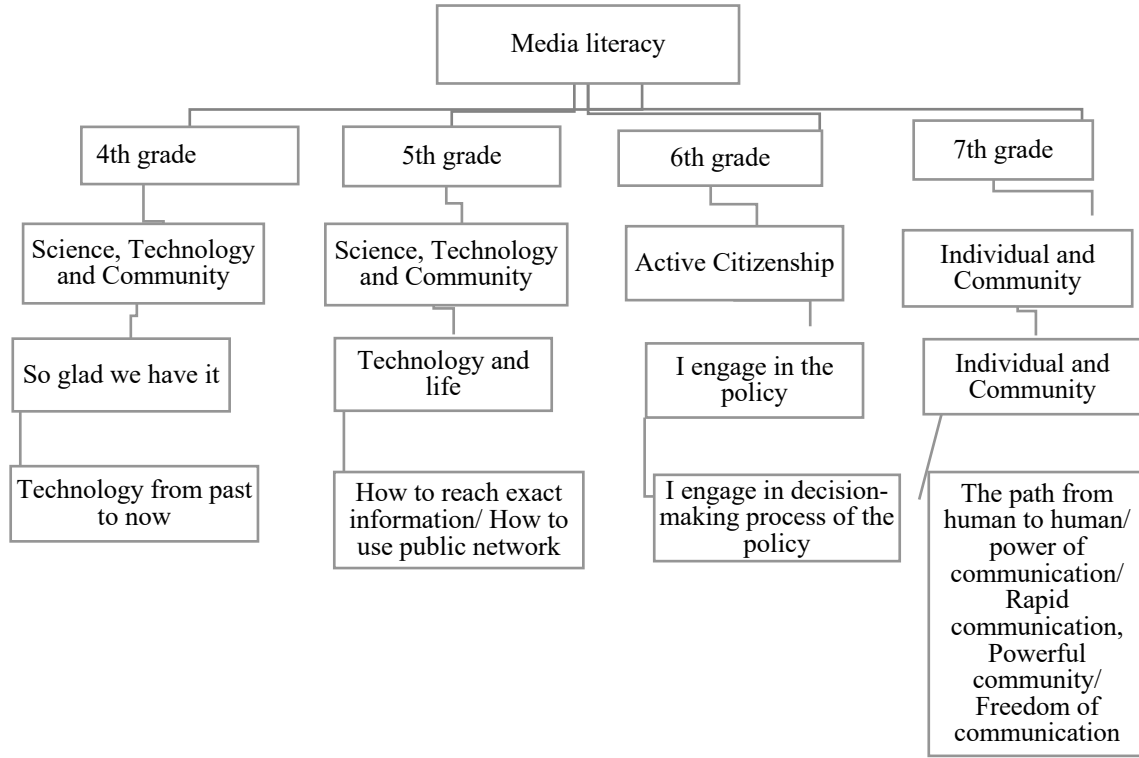 Media literacy
4th grade
5th grade
6th grade
7th grade
Science, Technology
and Community
Science, Technology
and Community
Active Citizenship
Individual and
Community
So glad we have it
Technology and
life
I engage in the
policy
Individual and
Community
Technology from past
to now
How to reach exact
information/ How to
use public network
I engage in decision-
making process of the
policy
The path from
human to human/
power of
communication/
Rapid
communication,
Powerful
community/
Freedom of
communication